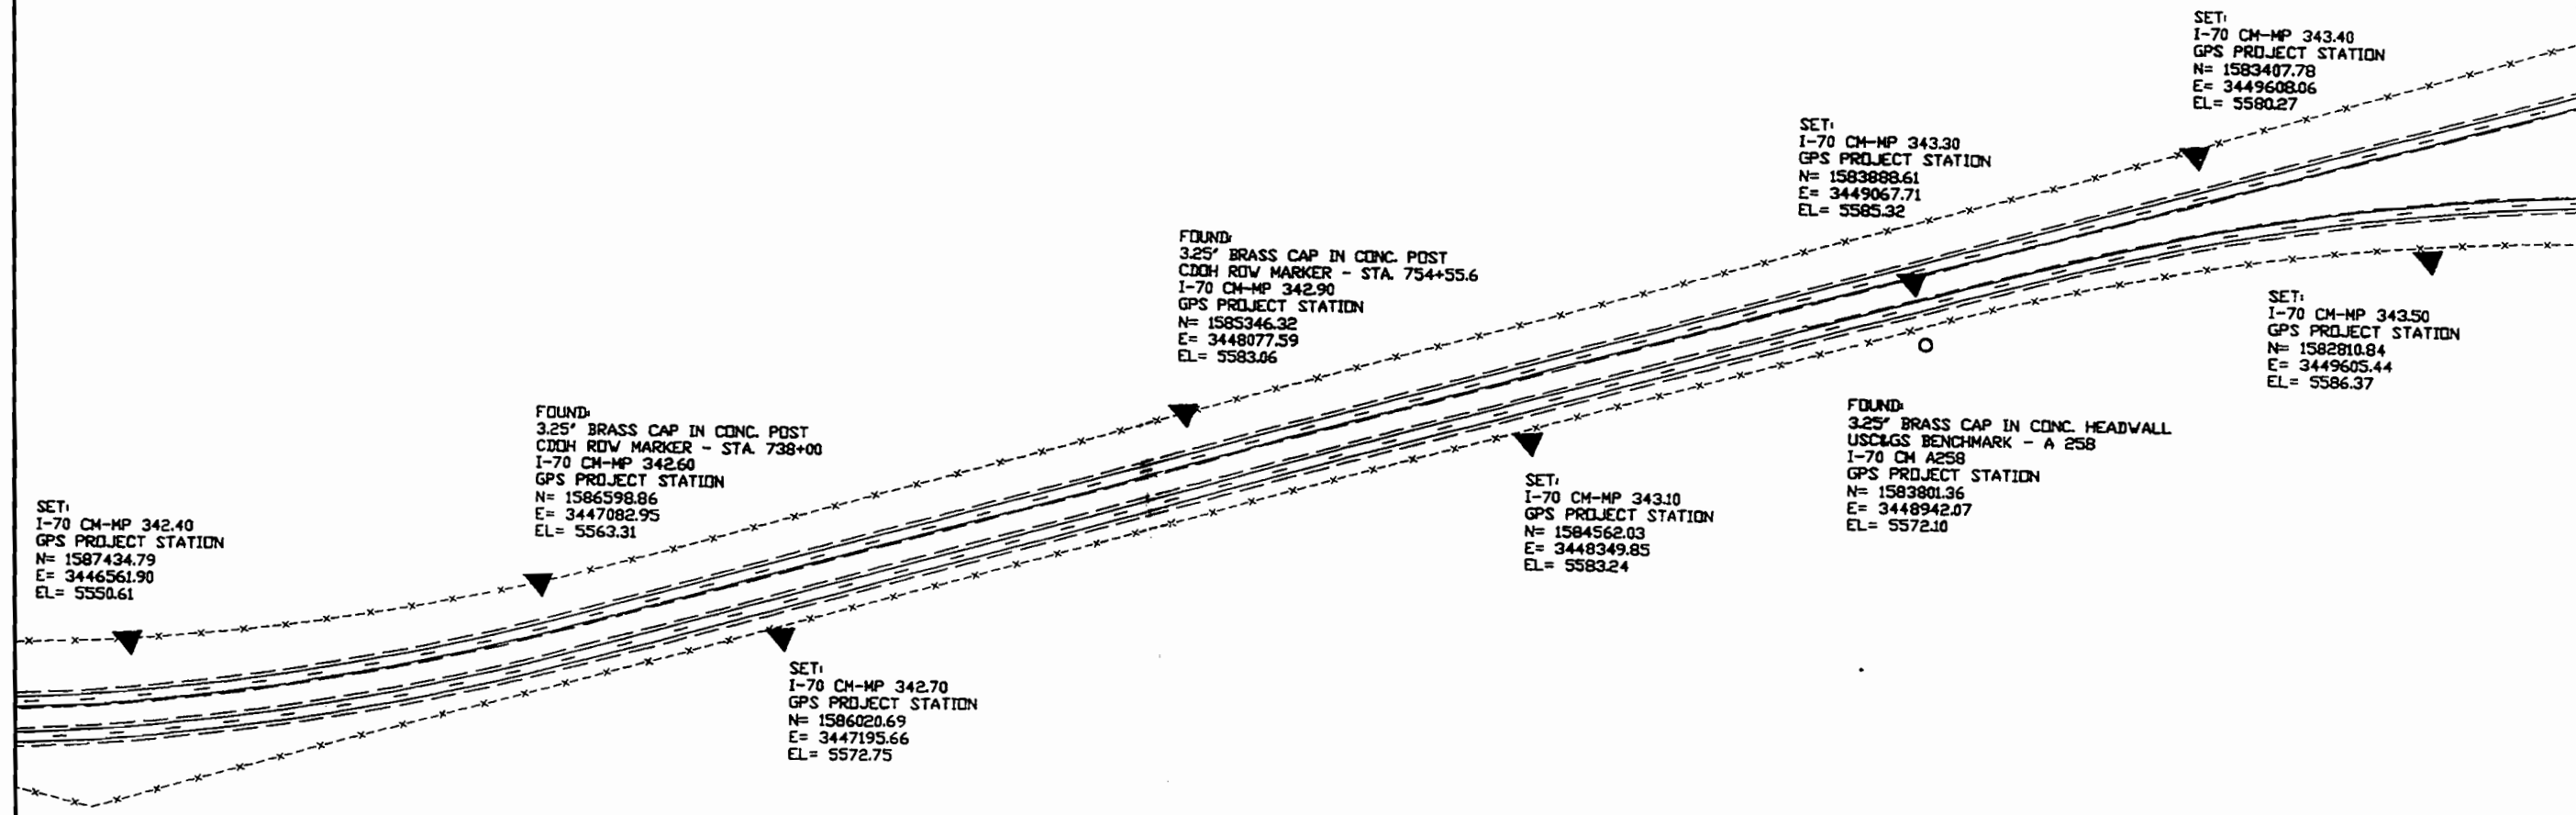 SET:
I-70 CM-MP 342.40
GPS PROJECT STATION
N= 1587434.79
E= 3446561.90
EL= 5550.61
FOUND:
3.25" BRASS CAP IN CONC. POST
CDOH ROW MARKER - STA. 738+00
I-70 CM-MP 342.60
GPS PROJECT STATION
N= 1586598.86
E= 3447082.95
EL= 5563.31
SET:
I-70 CM-MP 342.70
GPS PROJECT STATION
N= 1586020.69
E= 3447195.66
EL= 5572.75
FOUND:
3.25" BRASS CAP IN CONC. POST
CDOH ROW MARKER - STA. 754+55.6
I-70 CM-MP 342.90
GPS PROJECT STATION
N= 1585346.32
E= 3448077.59
EL= 5583.06
SET:
I-70 CM-MP 343.10
GPS PROJECT STATION
N= 1584562.03
E= 3448349.85
EL= 5583.24
SET:
I-70 CM-MP 343.30
GPS PROJECT STATION
N= 1583888.61
E= 3449067.71
EL= 5585.32
FOUND:
3.25" BRASS CAP IN CONC. HEADWALL
USC&GS BENCHMARK - A 258
I-70 CM A258
GPS PROJECT STATION
N= 1583801.36
E= 3448942.07
EL= 5572.10
SET:
I-70 CM-MP 343.40
GPS PROJECT STATION
N= 1583407.78
E= 3449608.06
EL= 5580.27
SET:
I-70 CM-MP 343.50
GPS PROJECT STATION
N= 1582810.84
E= 3449605.44
EL= 5586.37